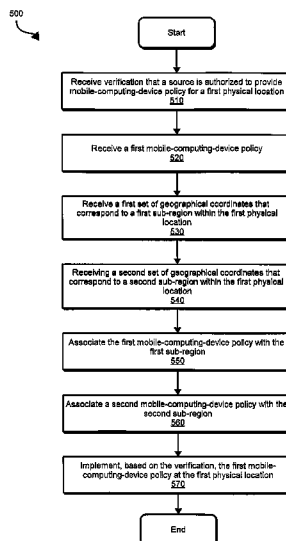 500
Start
Receive verification that a source is authorized to provide
mobile-computing-device policy for a first physical location
510
Receive a first mobile-computing-device policy
520
Receive a first set of geographical coordinates that
correspond to a first sub-region within the first physical
location
530
Receiving a second set of geographical coordinates that
correspond to a second sub-region within the first physical
location
540
Associate the first mobile-computing-device policy with the
first sub-region
550
Associate a second mobile-computing-device policy with the
second sub-region
560
Implement, based on the verification, the first mobile-
computing-device policy at the first physical location
570
End